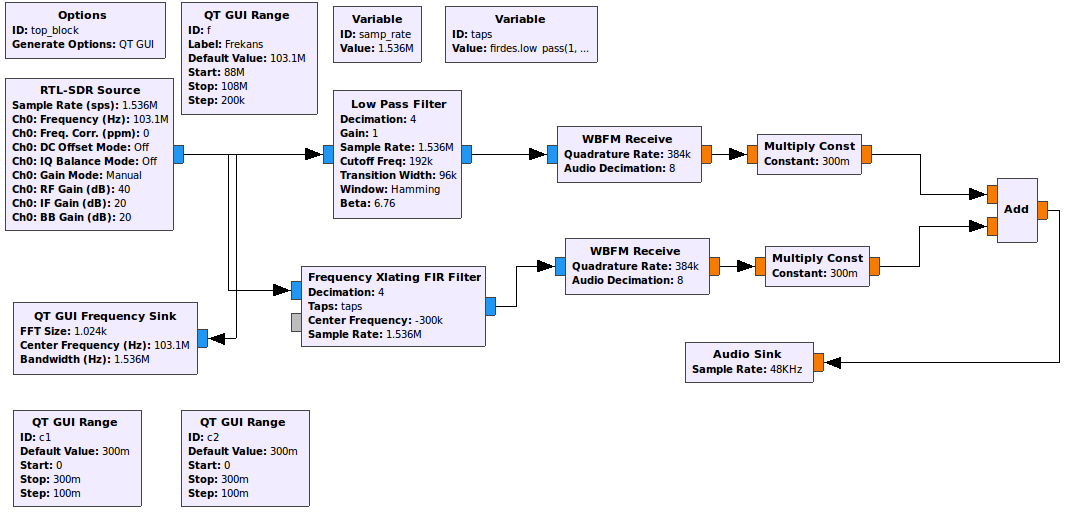 Options
ID: top_block
Generate Options: QT GUI
QT GUI Range
ID: f
Label: Frekans
Default Value: 103.1M
Start: 88M
Stop: 108M
Step: 200k
Variable
ID: samp_rate
Value: 1.536M
Variable
ID: taps
Value: firdes.low_pass(1, ...
RTL-SDR Source
Sample Rate (sps): 1.536M
Ch0: Frequency (Hz): 103.1M
Ch0: Freq. Corr. (ppm): 0
Ch0: DC Offset Mode: Off
Ch0: IQ Balance Mode: Off
Ch0: Gain Mode: Manual
Ch0: RF Gain (dB): 40
Ch0: IF Gain (dB): 20
Ch0: BB Gain (dB): 20
Low Pass Filter
Decimation: 4
Gain: 1
Sample Rate: 1.536M
Cutoff Freq: 192k
Transition Width: 96k
Window: Hamming
Beta: 6.76
WBFM Receive
Quadrature Rate: 384k
Audio Decimation: 8
Multiply Const
Constant: 300m
Add
Frequency Xlating FIR Filter
Decimation: 4
Taps: taps
Center Frequency: -300k
Sample Rate: 1.536M
WBFM Receive
Quadrature Rate: 384k
Audio Decimation: 8
Multiply Const
Constant: 300m
QT GUI Frequency Sink
FFT Size: 1.024k
Center Frequency (Hz): 103.1M
Bandwidth (Hz): 1.536M
Audio Sink
Sample Rate: 48KHz
QT GUI Range
ID: c1
Default Value: 300m
Start: 0
Stop: 300m
Step: 100m
QT GUI Range
ID: c2
Default Value: 300m
Start: 0
Stop: 300m
Step: 100m